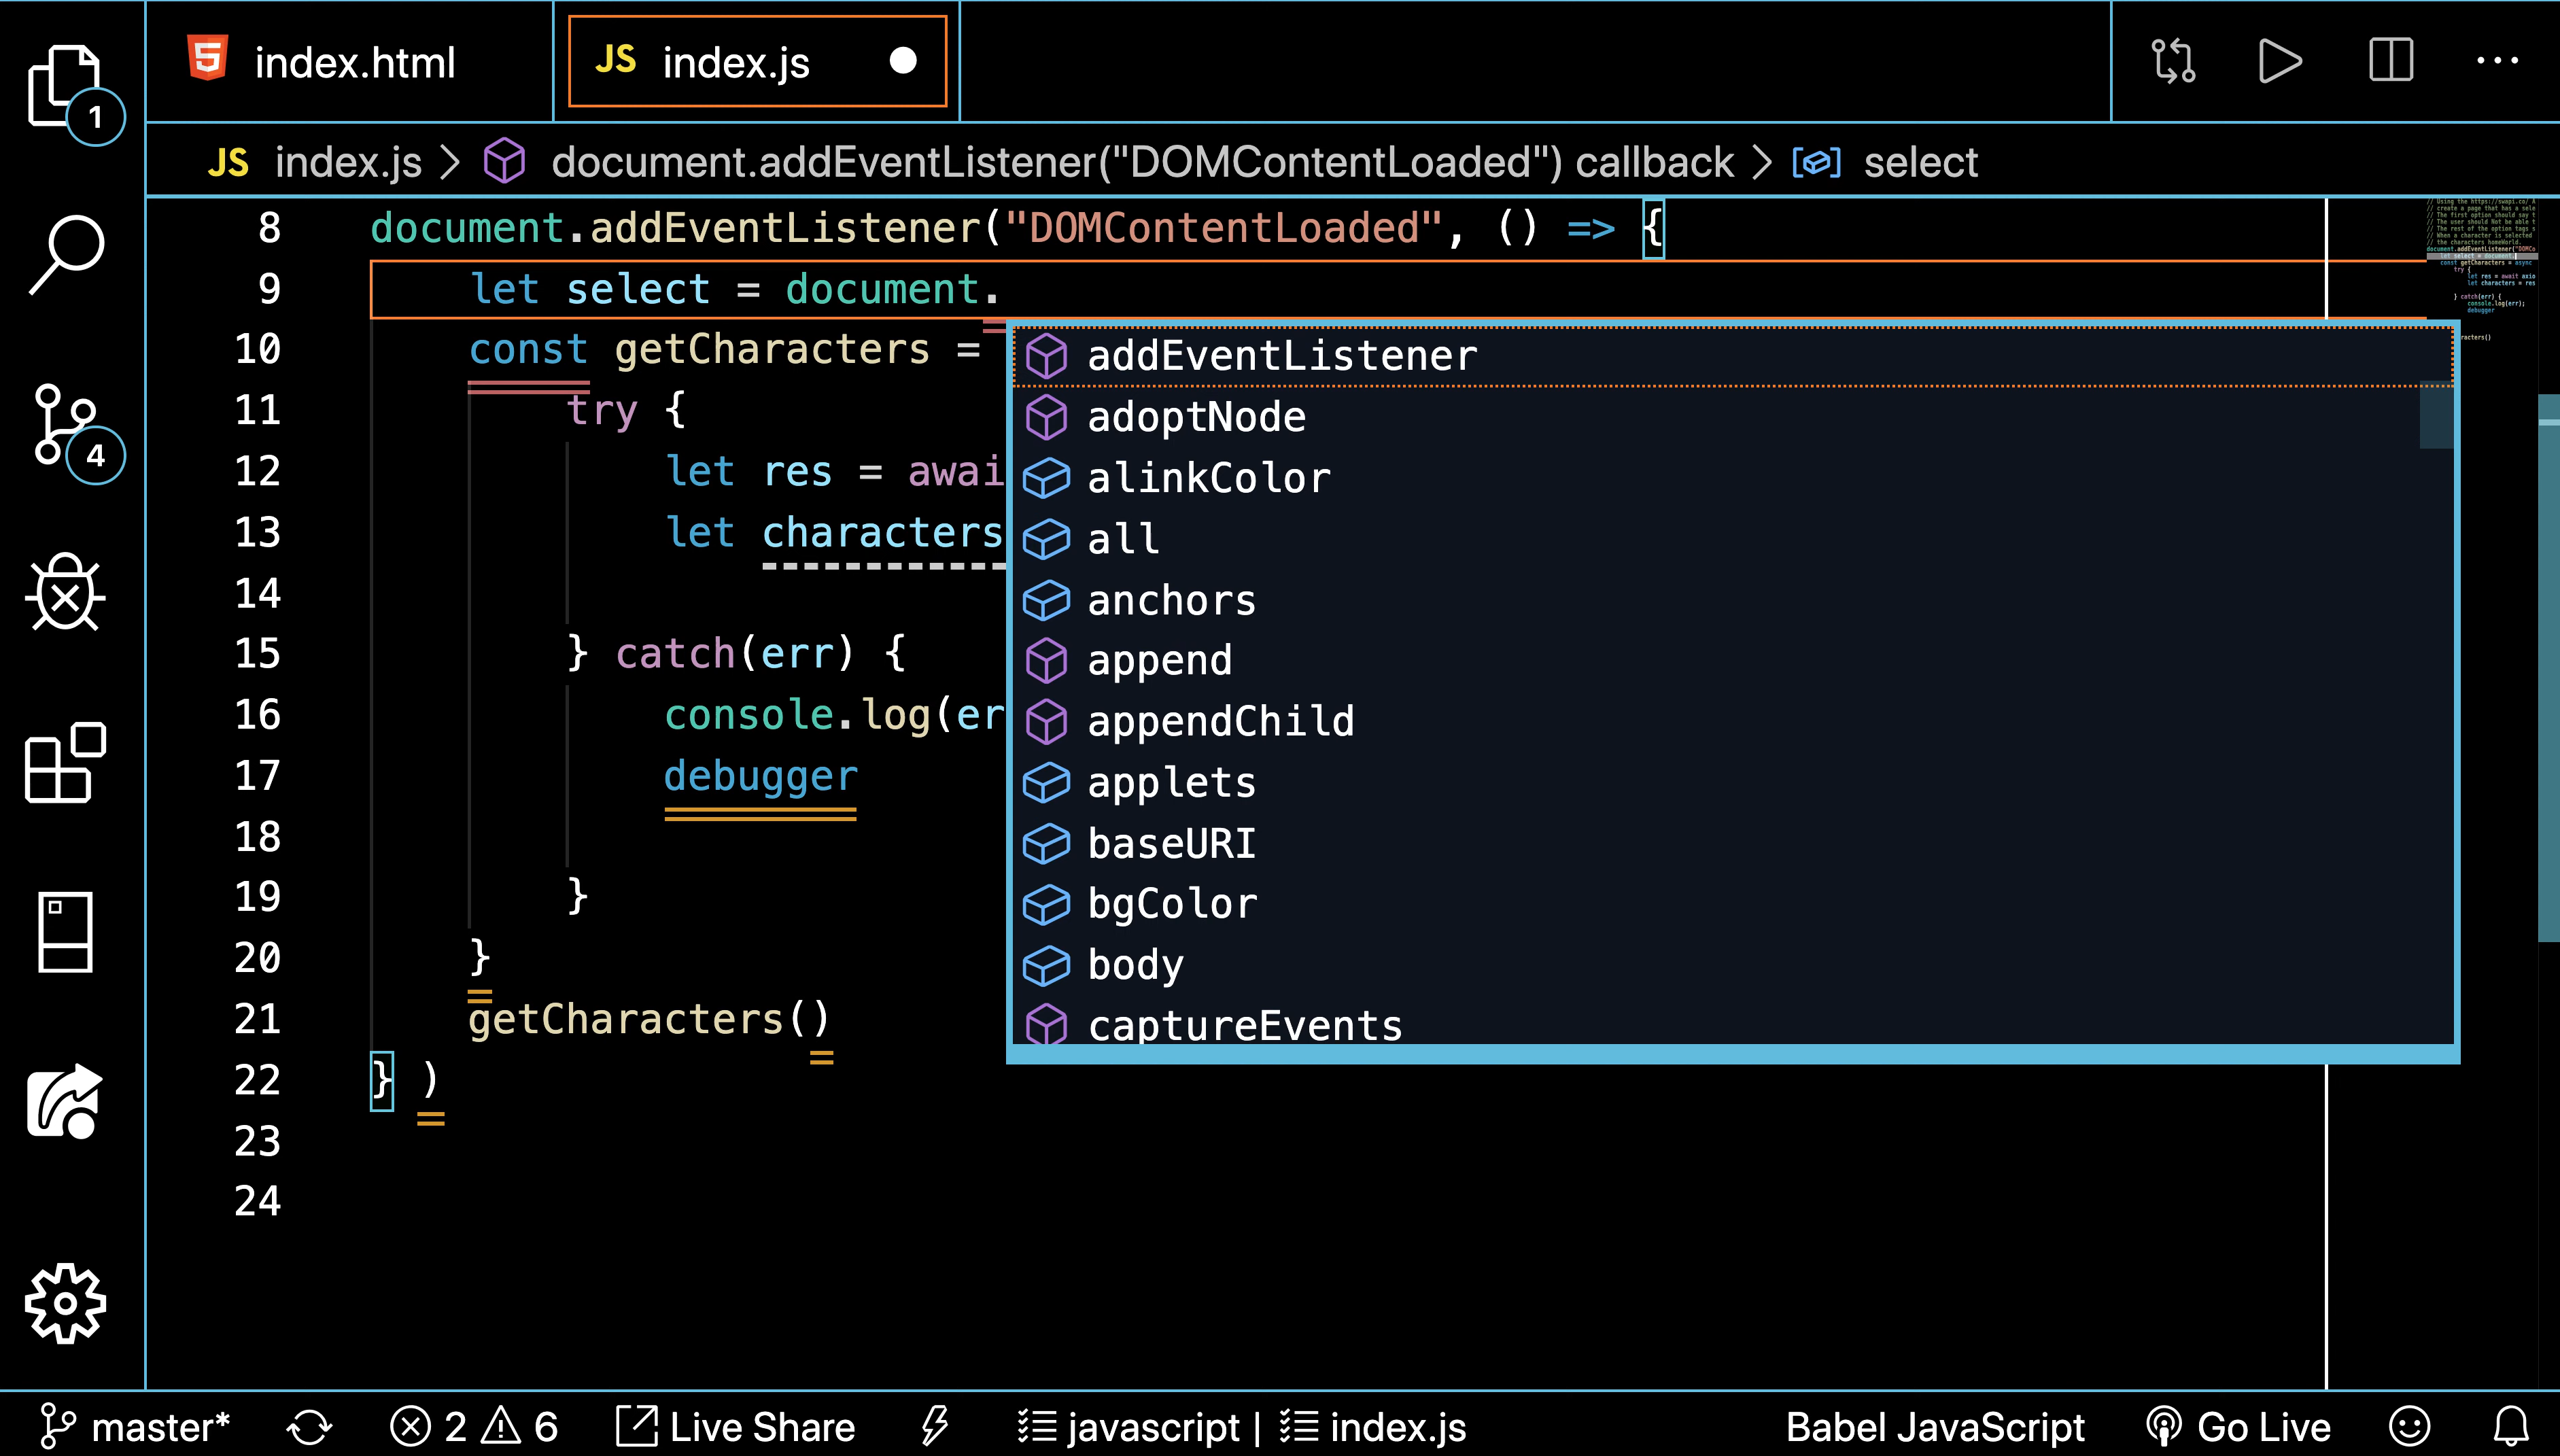 index.html
JS index.js
1
JS index.js > document.addEventListener("DOMContentLoaded") callback > select
8 document.addEventListener("DOMContentLoaded", () => {
9 let select = document.
10 const getCharacters =
11 try {
12 let res = awai
13 let characters
14
15 } catch(err) {
16 console.log(er
17 debugger
18
19 }
20 }
21 getCharacters()
22 } )
23
24
addEventListener
adoptNode
alinkColor
all
anchors
append
appendChild
applets
baseURI
bgColor
body
captureEvents
4
master* 2 6 Live Share javascript | index.js Babel JavaScript Go Live